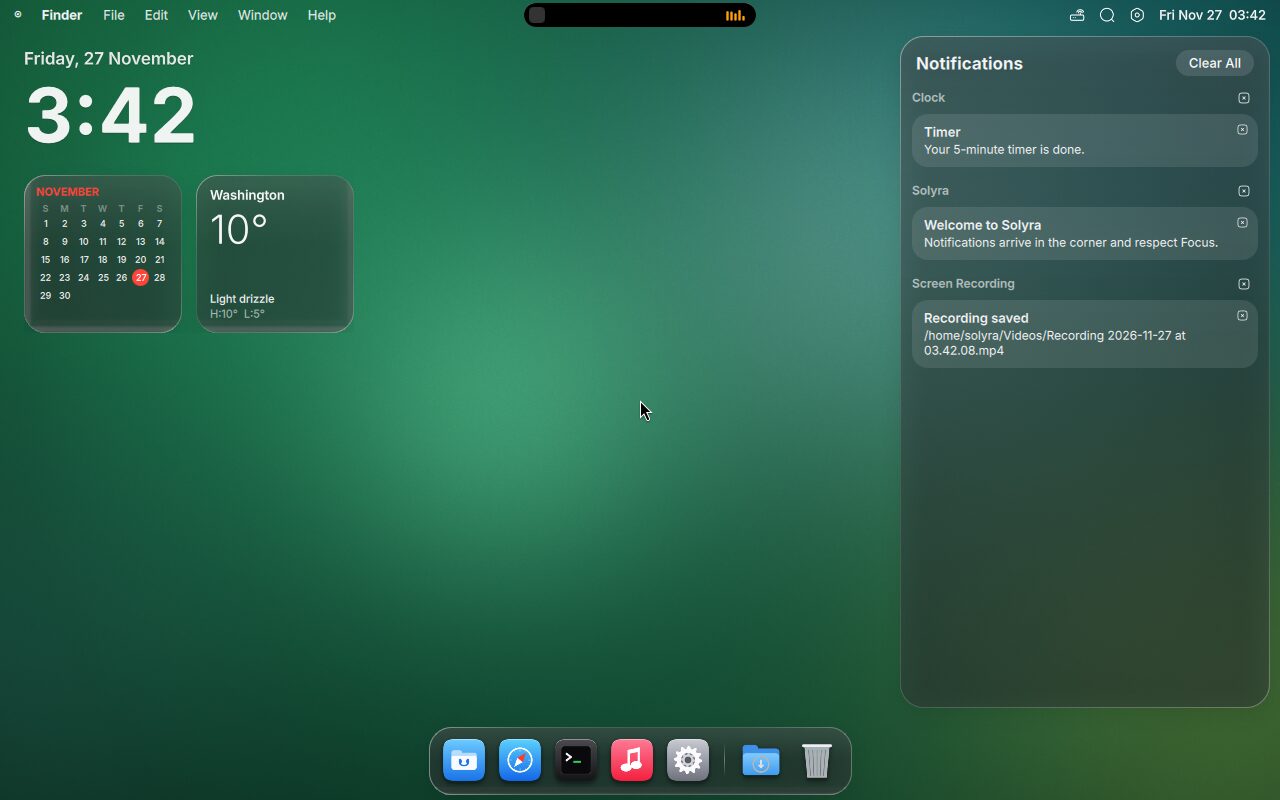 Finder File Edit View Window Help
Fri Nov 27 03:42
Friday, 27 November
3:42
NOVEMBER
S M T W T F S
1 2 3 4 5 6 7
8 9 10 11 12 13 14
15 16 17 18 19 20 21
22 23 24 25 26 27 28
29 30
Washington
10°
Light drizzle
H:10° L:5°
Notifications
Clear All
Clock
Timer
Your 5-minute timer is done.
Solyra
Welcome to Solyra
Notifications arrive in the corner and respect Focus.
Screen Recording
Recording saved
/home/solyra/Videos/Recording 2026-11-27 at
03.42.08.mp4